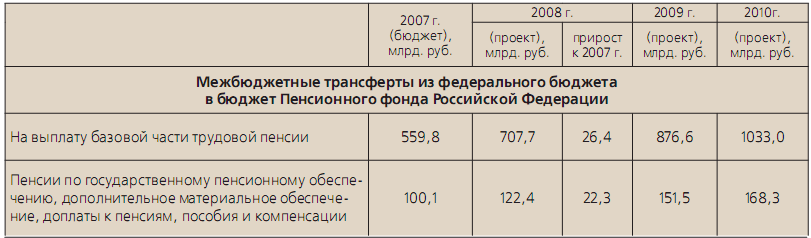 2007 г. (бюджет), млрд. руб. 2008 г. 2009 г. 2010г.
(проект), млрд. руб. прирост к 2007 г. (проект), млрд. руб. (проект), млрд. руб.
Межбюджетные трансферты из федерального бюджета
в бюджет Пенсионного фонда Российской Федерации
На выплату базовой части трудовой пенсии 559,8 707,7 26,4 876,6 1033,0
Пенсии по государственному пенсионному обеспе-
чению, дополнительное материальное обеспече-
ние, доплаты к пенсиям, пособия и компенсации 100,1 122,4 22,3 151,5 168,3